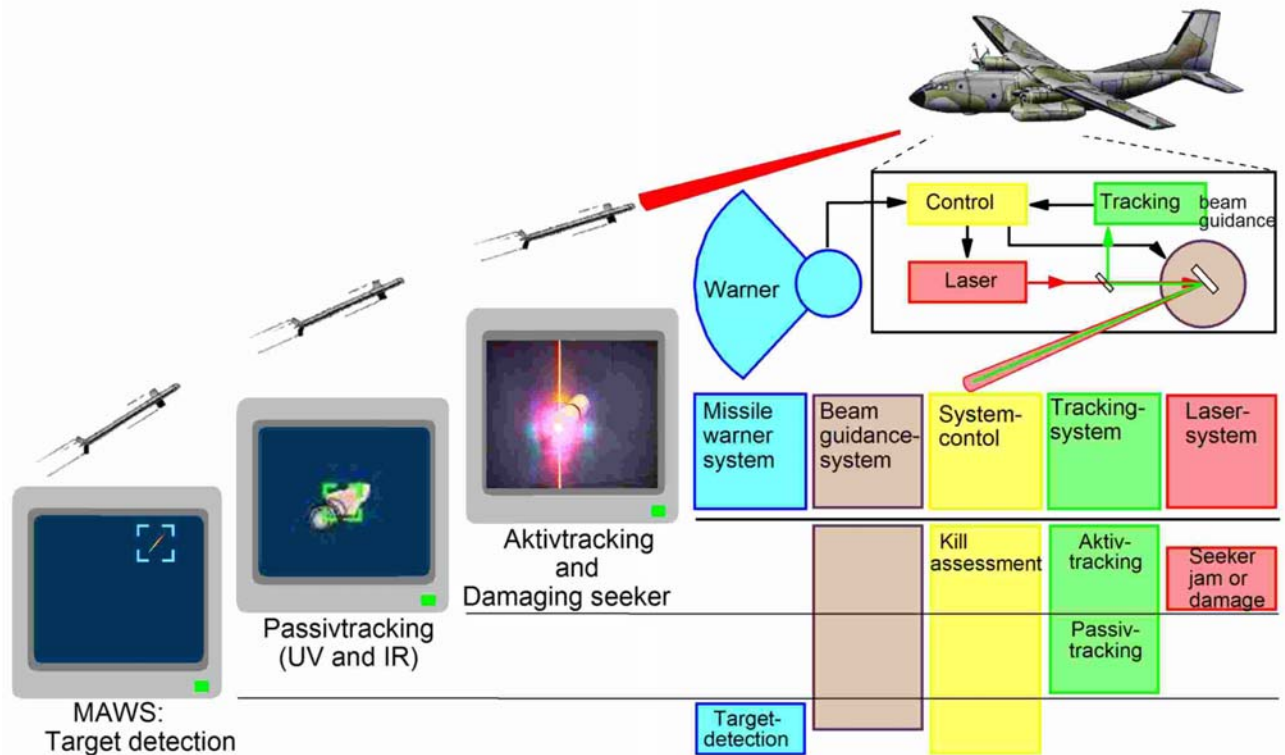 Control
Tracking
beam
guidance
Laser
Warner
Missile
warner
system
Beam
guidance-
system
System-
contol
Tracking-
system
Laser-
system
Aktivtracking
and
Damaging seeker
Kill
assessment
Aktiv-
tracking
Seeker
jam or
damage
Passivtracking
(UV and IR)
Passiv-
tracking
MAWS:
Target detection
Target-
detection